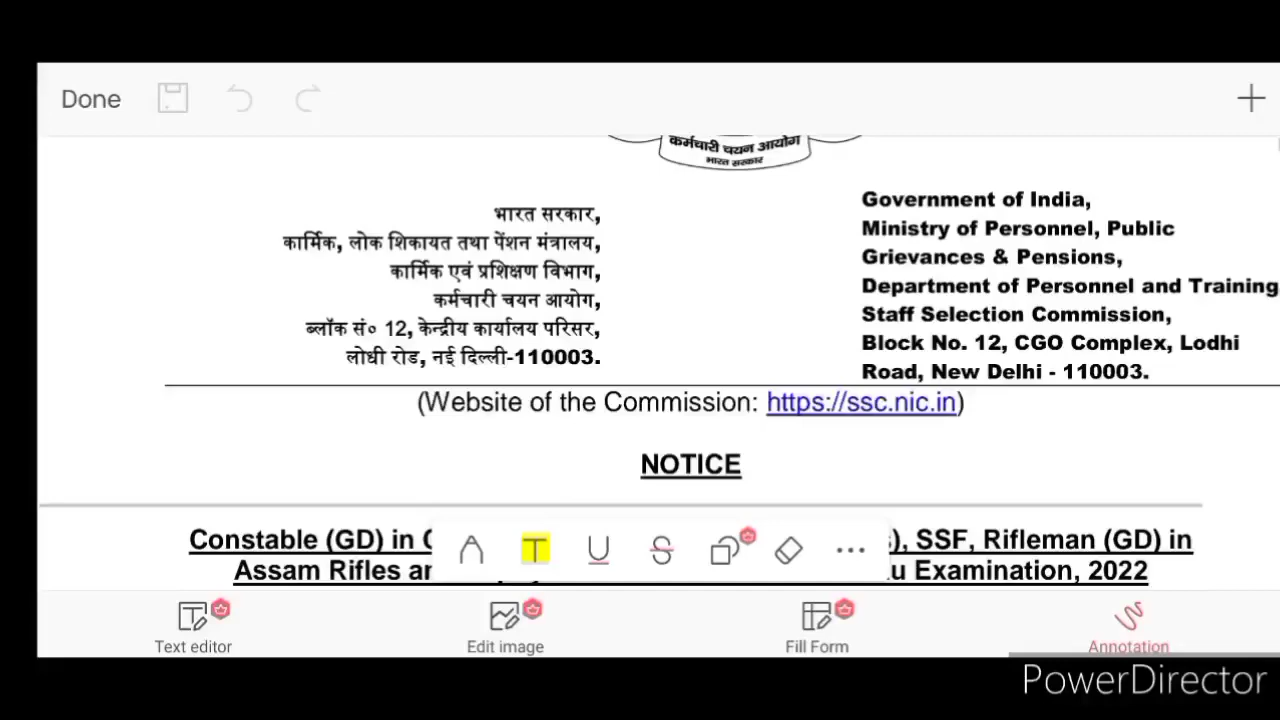 Done
कर्मचारी चयन आयोग
भारत सरकार
भारत सरकार,
कार्मिक, लोक शिकायत तथा पेंशन मंत्रालय,
कार्मिक एवं प्रशिक्षण विभाग,
कर्मचारी चयन आयोग,
ब्लॉक सं० 12, केन्द्रीय कार्यालय परिसर,
लोधी रोड, नई दिल्ली-110003.
Government of India,
Ministry of Personnel, Public
Grievances & Pensions,
Department of Personnel and Training
Staff Selection Commission,
Block No. 12, CGO Complex, Lodhi
Road, New Delhi - 110003.
(Website of the Commission: https://ssc.nic.in)
NOTICE
Constable (GD) in SSF, Rifleman (GD) in
Assam Rifles Examination, 2022
Text editor
Edit image
Fill Form
Annotation
PowerDirector